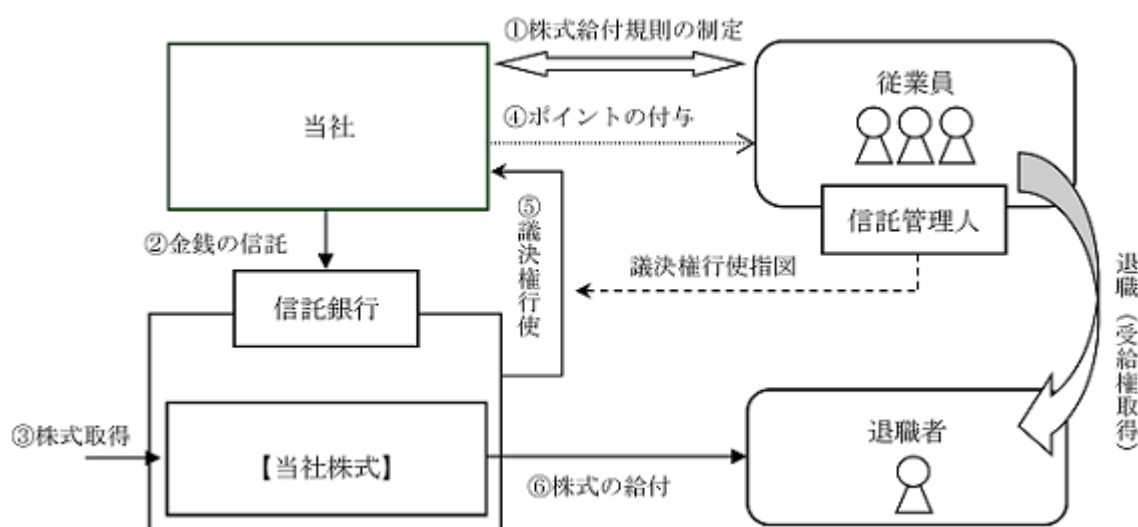 ①株式給付規則の制定
当社
従業員
④ポイントの付与
信託管理人
②金銭の信託
⑤議決権行使
議決権行使指図
退職（受給権取得）
信託銀行
③株式取得
【当社株式】
⑥株式の給付
退職者